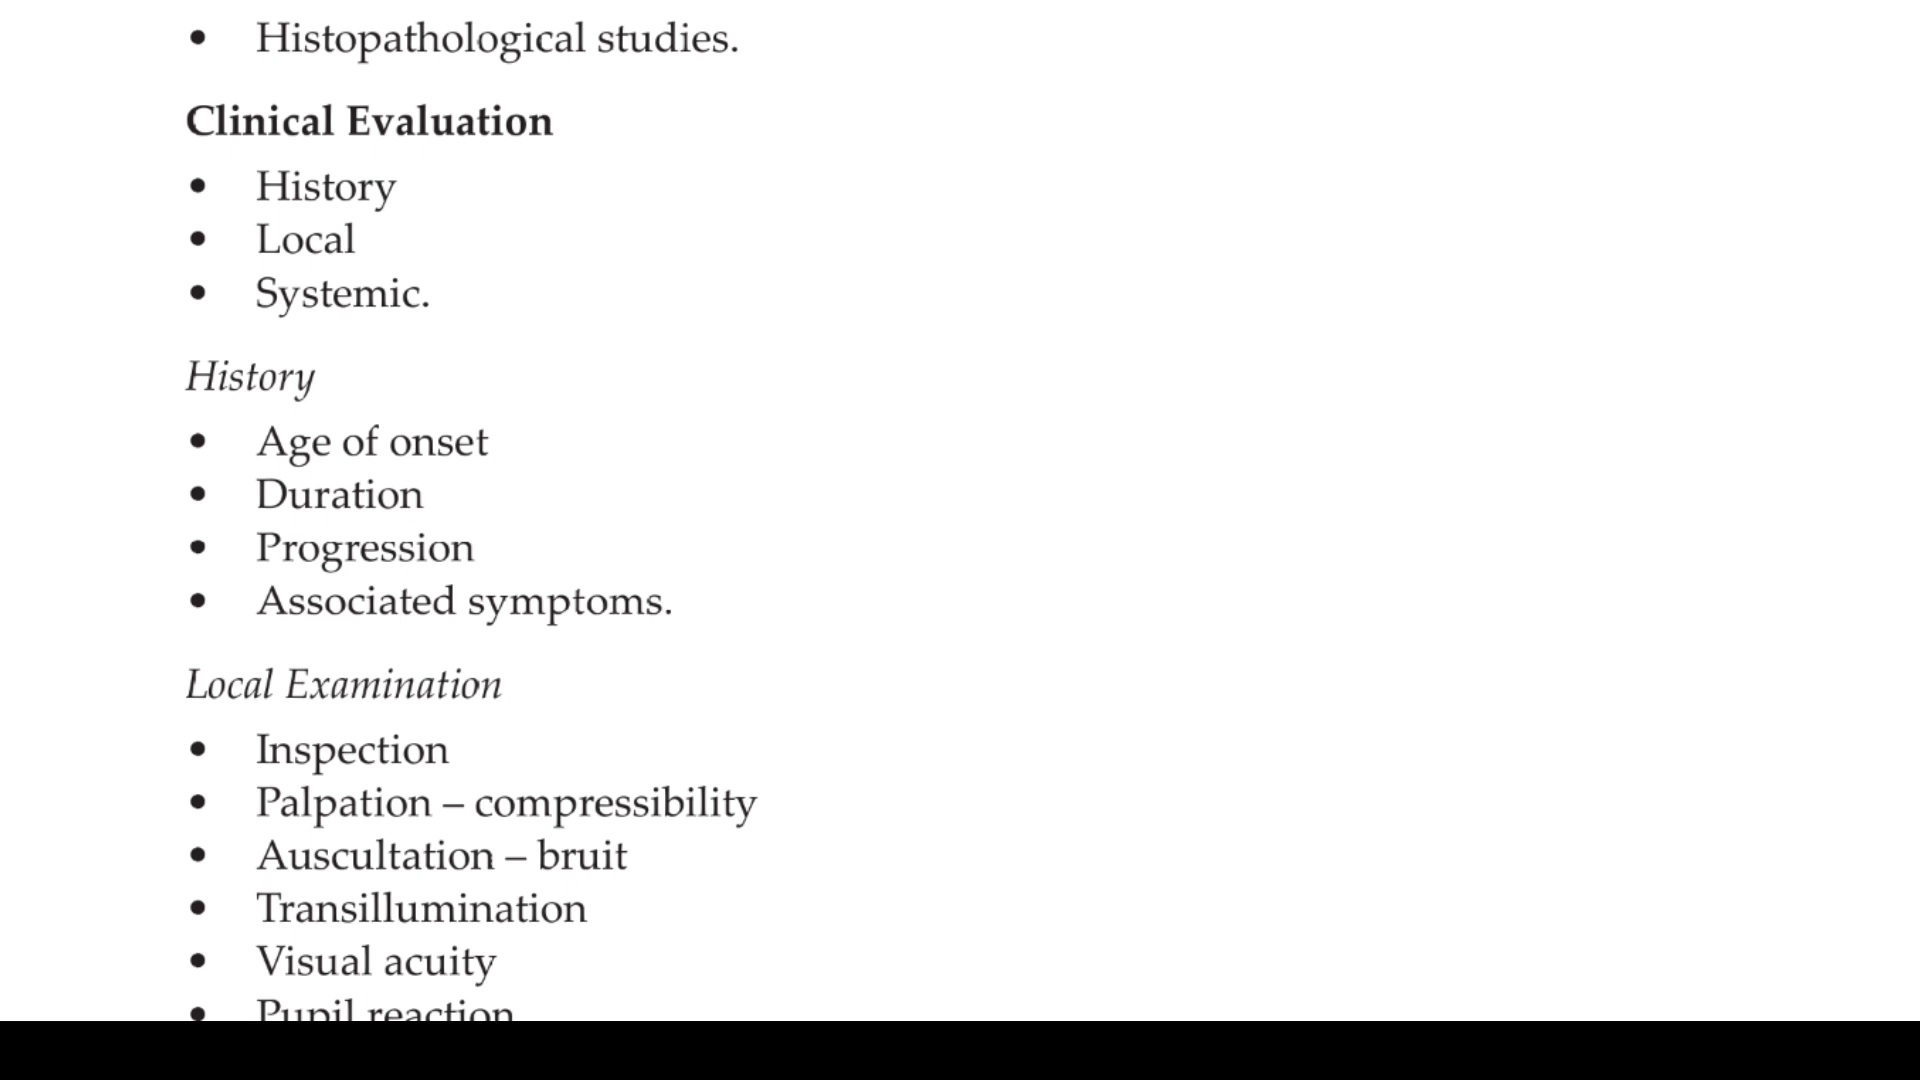 • Histopathological studies.
Clinical Evaluation
• History
• Local
• Systemic.
History
• Age of onset
• Duration
• Progression
• Associated symptoms.
Local Examination
• Inspection
• Palpation – compressibility
• Auscultation – bruit
• Transillumination
• Visual acuity
• Pupil reaction